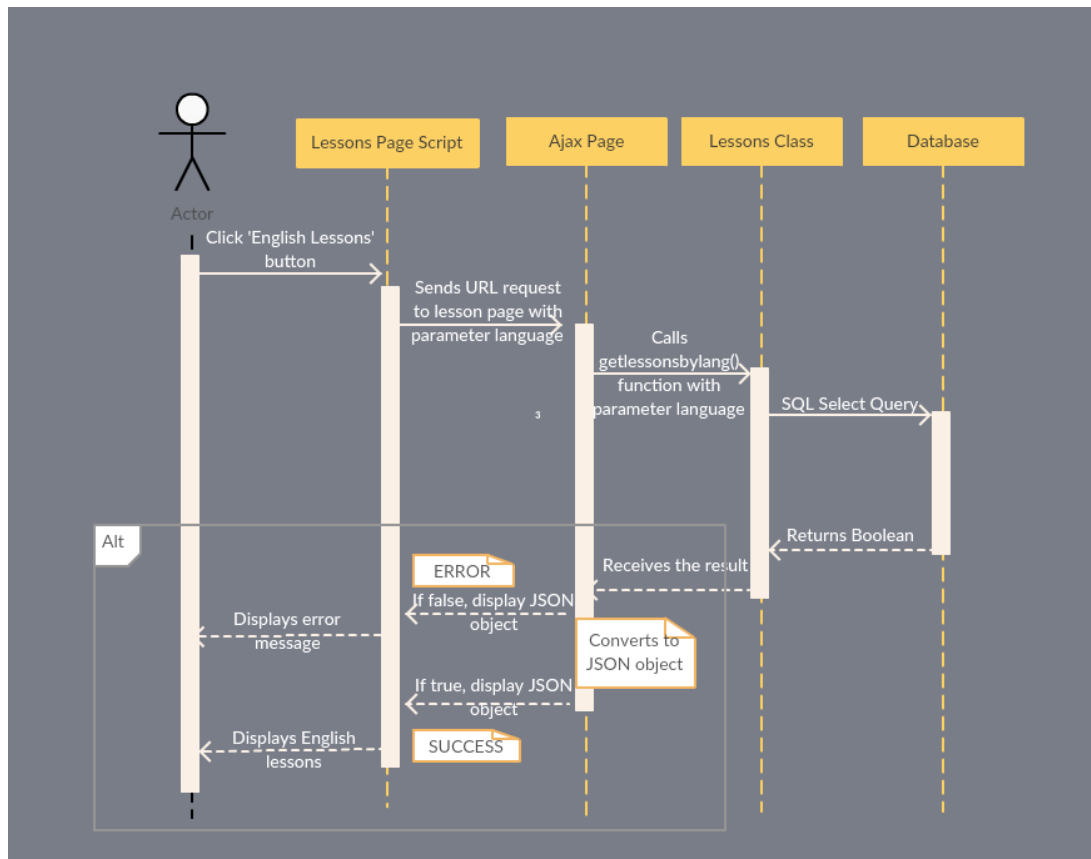 Lessons Page Script
Ajax Page
Lessons Class
Database
Actor
Click 'English Lessons'
button
Sends URL request
to lesson page with
parameter language
Calls
getlessonsbylang()
function with
parameter language
SQL Select Query
3
Alt
Returns Boolean
Receives the result
ERROR
If false, display JSON
object
Displays error
message
Converts to
JSON object
If true, display JSON
object
SUCCESS
Displays English
lessons